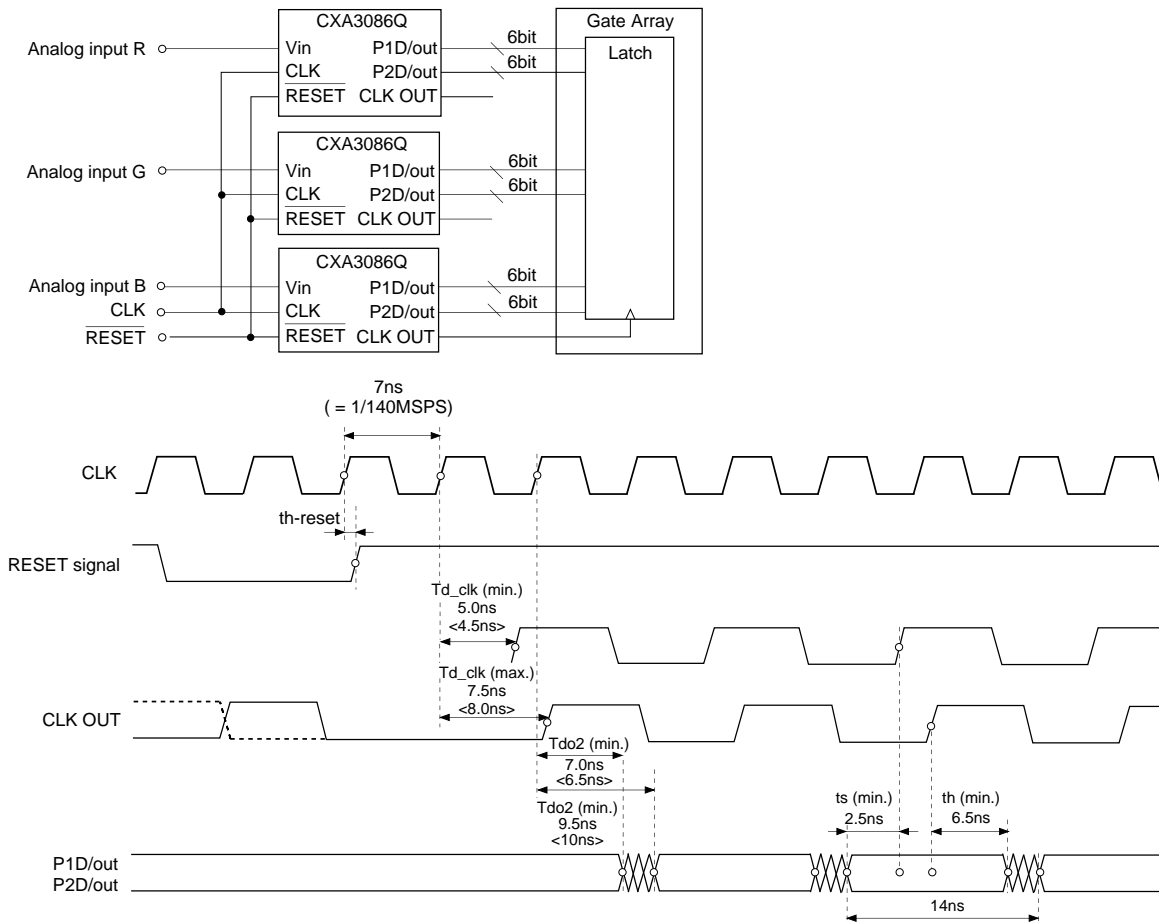 CXA3086Q
Gate Array
Analog input R
Vin
P1D/out
6bit
Latch
CLK
P2D/out
6bit
RESET
CLK OUT
CXA3086Q
Analog input G
Vin
P1D/out
6bit
CLK
P2D/out
6bit
RESET
CLK OUT
CXA3086Q
Analog input B
Vin
P1D/out
6bit
CLK
CLK
P2D/out
6bit
RESET
RESET
CLK OUT
7ns
( = 1/140MSPS)
CLK
th-reset
RESET signal
Td_clk (min.)
5.0ns
<4.5ns>
Td_clk (max.)
7.5ns
<8.0ns>
CLK OUT
Tdo2 (min.)
7.0ns
<6.5ns>
Tdo2 (min.)
9.5ns
<10ns>
ts (min.)
2.5ns
th (min.)
6.5ns
P1D/out
P2D/out
14ns